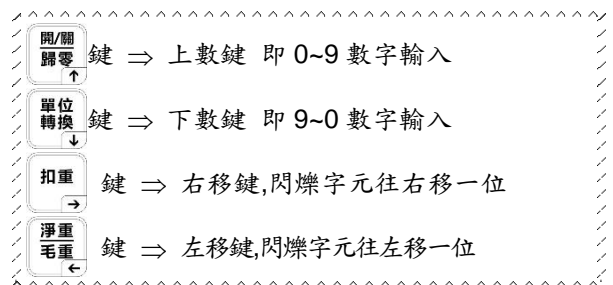 開/關
歸零 ↑ 鍵 ⇒ 上數鍵 即 0~9 數字輸入
單位
轉換 ↓ 鍵 ⇒ 下數鍵 即 9~0 數字輸入
扣重 → 鍵 ⇒ 右移鍵,閃爍字元往右移一位
淨重
毛重 ← 鍵 ⇒ 左移鍵,閃爍字元往左移一位